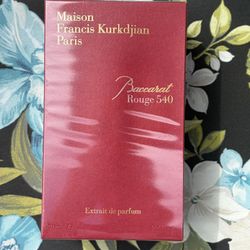 Maison
Francis Kurkdjian
Paris
Baccarat
Rouge 540
Extrait de parfum